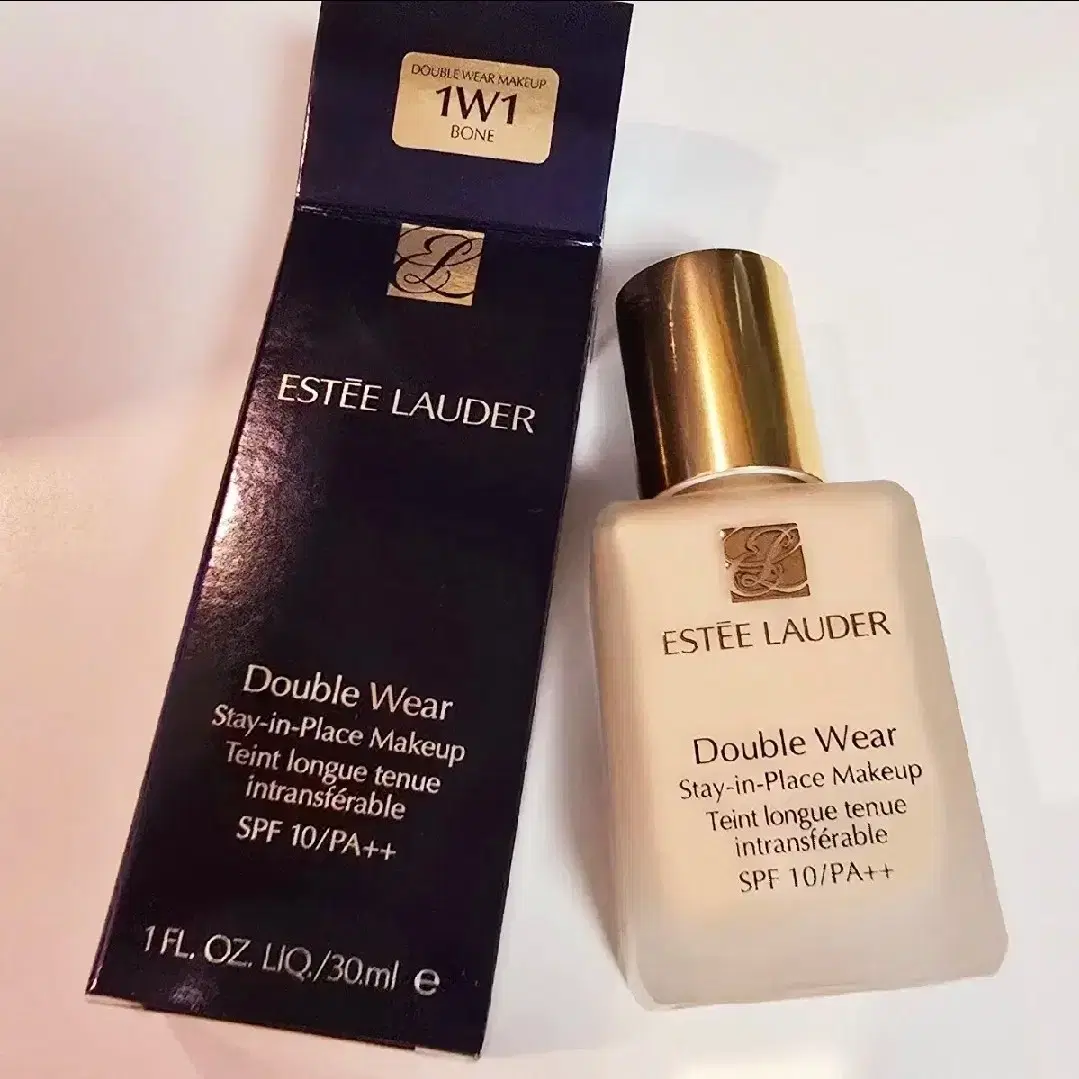 DOUBLE WEAR MAKEUP
1W1
BONE
ESTĒE LAUDER
Double Wear
Stay-in-Place Makeup
Teint longue tenue
intransférable
SPF 10/PA++
1 FL. OZ. LIQ./30.ml e
ESTĒE LAUDER
Double Wear
Stay-in-Place Makeup
Teint longue tenue
intransférable
SPF 10/PA++